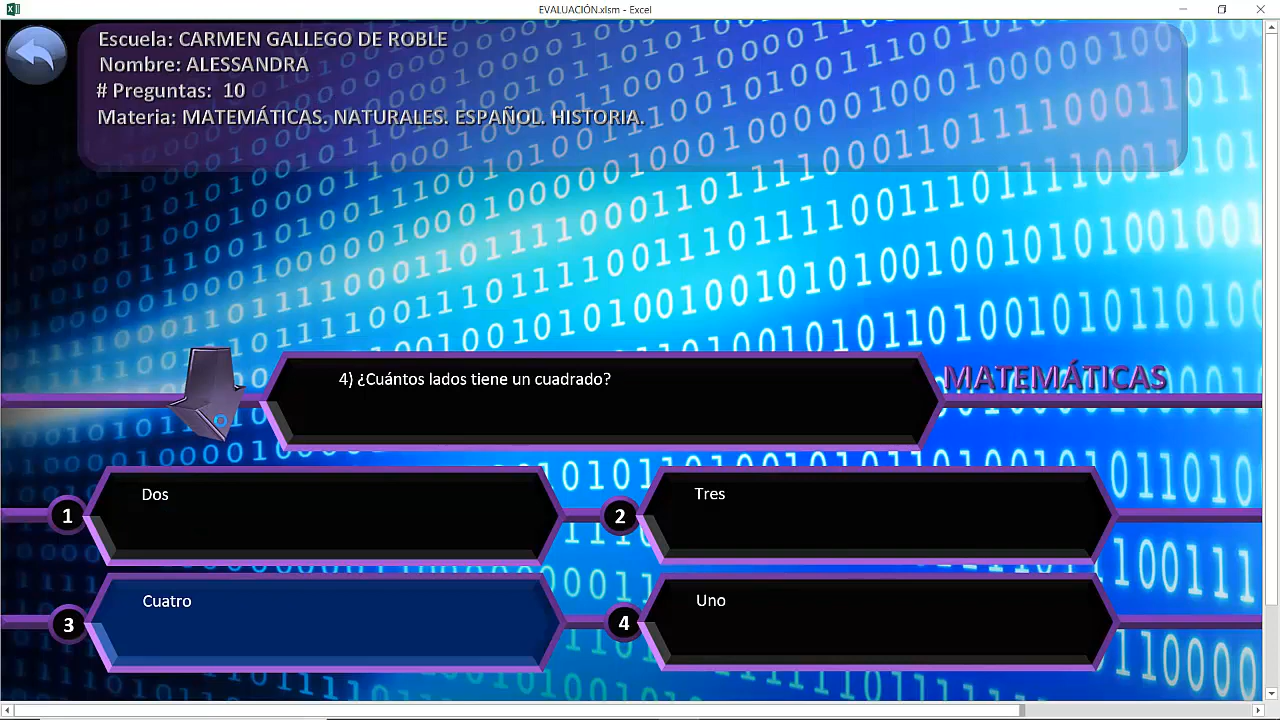 EVALUACIÓN.xlsm - Excel
Escuela: CARMEN GALLEGO DE ROBLE
Nombre: ALESSANDRA
# Preguntas: 10
Materia: MATEMÁTICAS. NATURALES. ESPAÑOL. HISTORIA.
4) ¿Cuántos lados tiene un cuadrado?
MATEMÁTICAS
1 Dos
2 Tres
3 Cuatro
4 Uno